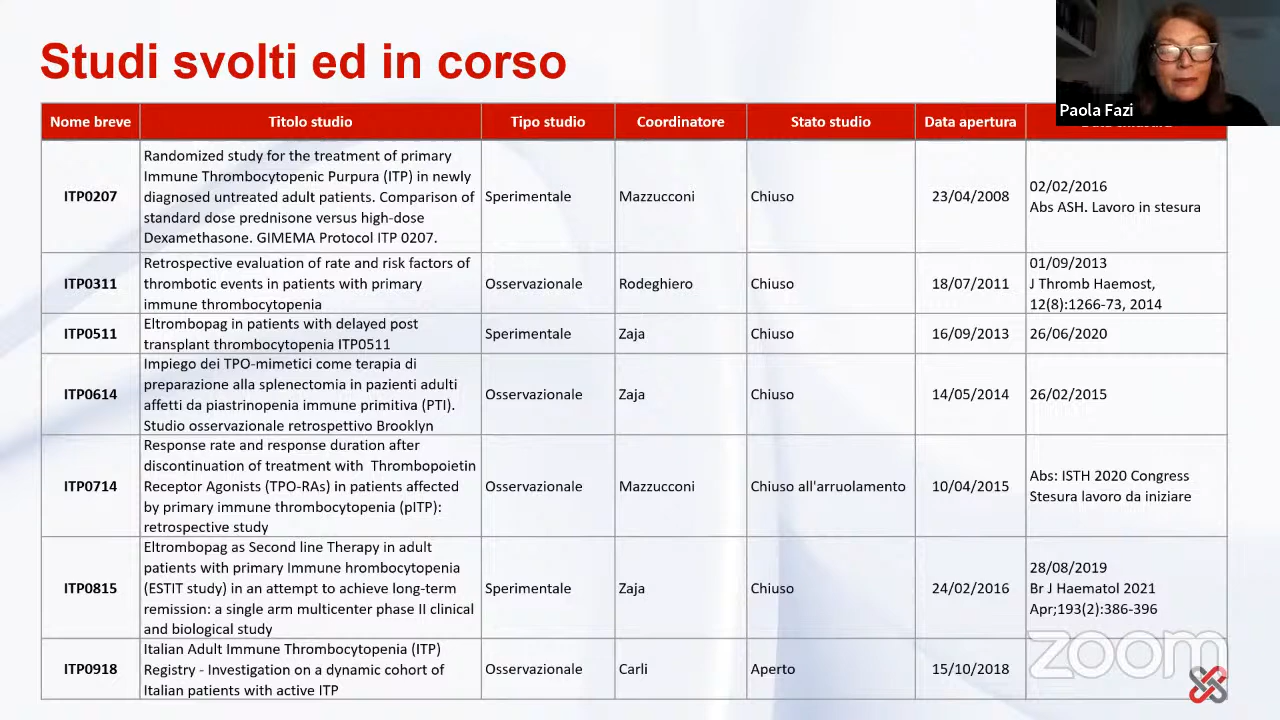 Studi svolti ed in corso
Paola Fazi
Nome breve Titolo studio Tipo studio Coordinatore Stato studio Data apertura
Randomized study for the treatment of primary
Immune Thrombocytopenic Purpura (ITP) in newly
diagnosed untreated adult patients. Comparison of
standard dose prednisone versus high-dose
Dexamethasone. GIMEMA Protocol ITP 0207.
ITP0207 Sperimentale Mazzucconi Chiuso 23/04/2008
02/02/2016
Abs ASH. Lavoro in stesura
Retrospective evaluation of rate and risk factors of
thrombotic events in patients with primary
immune thrombocytopenia
ITP0311 Osservazionale Rodeghiero Chiuso 18/07/2011
01/09/2013
J Thromb Haemost,
12(8):1266-73, 2014
Eltrombopag in patients with delayed post
transplant thrombocytopenia ITP0511
ITP0511 Sperimentale Zaja Chiuso 16/09/2013 26/06/2020
Impiego dei TPO-mimetici come terapia di
preparazione alla splenectomia in pazienti adulti
affetti da piastrinopenia immune primitiva (PTI).
Studio osservazionale retrospettivo Brooklyn
ITP0614 Osservazionale Zaja Chiuso 14/05/2014 26/02/2015
Response rate and response duration after
discontinuation of treatment with Thrombopoietin
Receptor Agonists (TPO-RAs) in patients affected
by primary immune thrombocytopenia (pITP):
retrospective study
ITP0714 Osservazionale Mazzucconi Chiuso all'arruolamento 10/04/2015
Abs: ISTH 2020 Congress
Stesura lavoro da iniziare
Eltrombopag as Second line Therapy in adult
patients with primary Immune hrombocytopenia
(ESTIT study) in an attempt to achieve long-term
remission: a single arm multicenter phase II clinical
and biological study
ITP0815 Sperimentale Zaja Chiuso 24/02/2016
28/08/2019
Br J Haematol 2021
Apr;193(2):386-396
Italian Adult Immune Thrombocytopenia (ITP)
Registry - Investigation on a dynamic cohort of
Italian patients with active ITP
ITP0918 Osservazionale Carli Aperto 15/10/2018
zoom